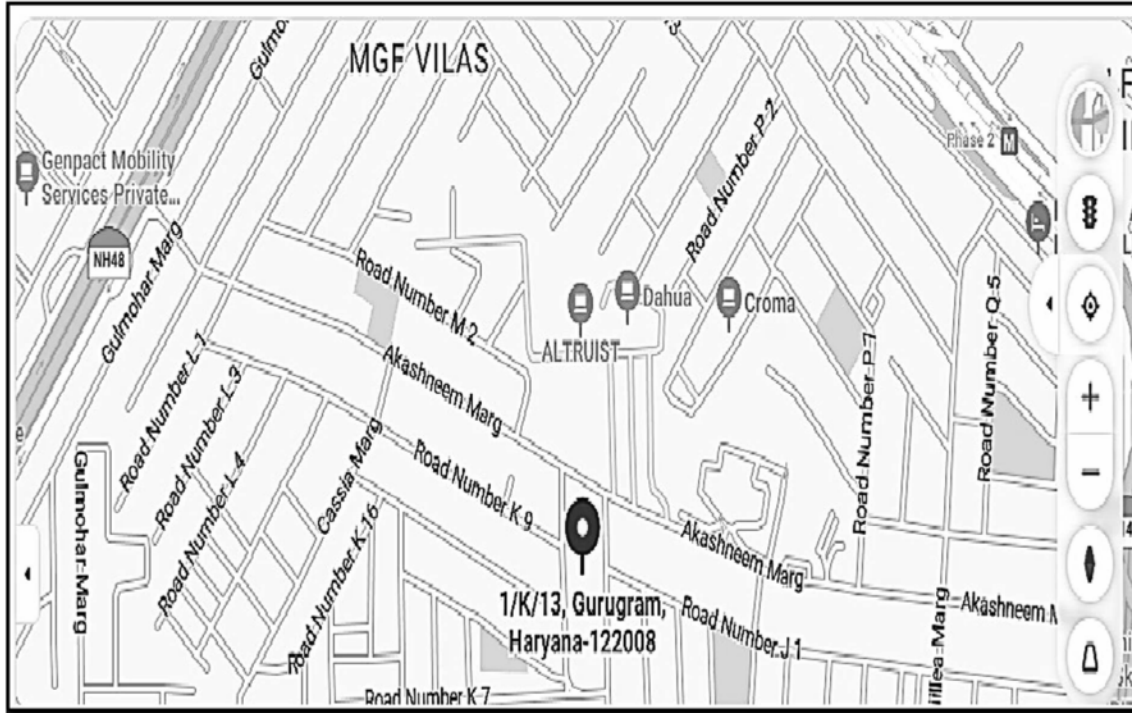 Gulmoha
MGF VILAS
Phase 2
M
Genpact Mobility
Services Private...
NH48
Gulmohar Marg
Road Number P 2
Road Number M 2
Dahua
Croma
ALTRUIST
Road Number Q 5
Road Number L 1
Akashneem Marg
Road Number L 3
Road Number P 7
Gulmohar Marg
Road Number L 4
Cassia Marg
Road Number K 9
Road Number K 16
Akashneem Marg
1/K/13, Gurugram,
Haryana-122008
Road Number J 1
Akashneem M
illea Marg
Road Number K 7